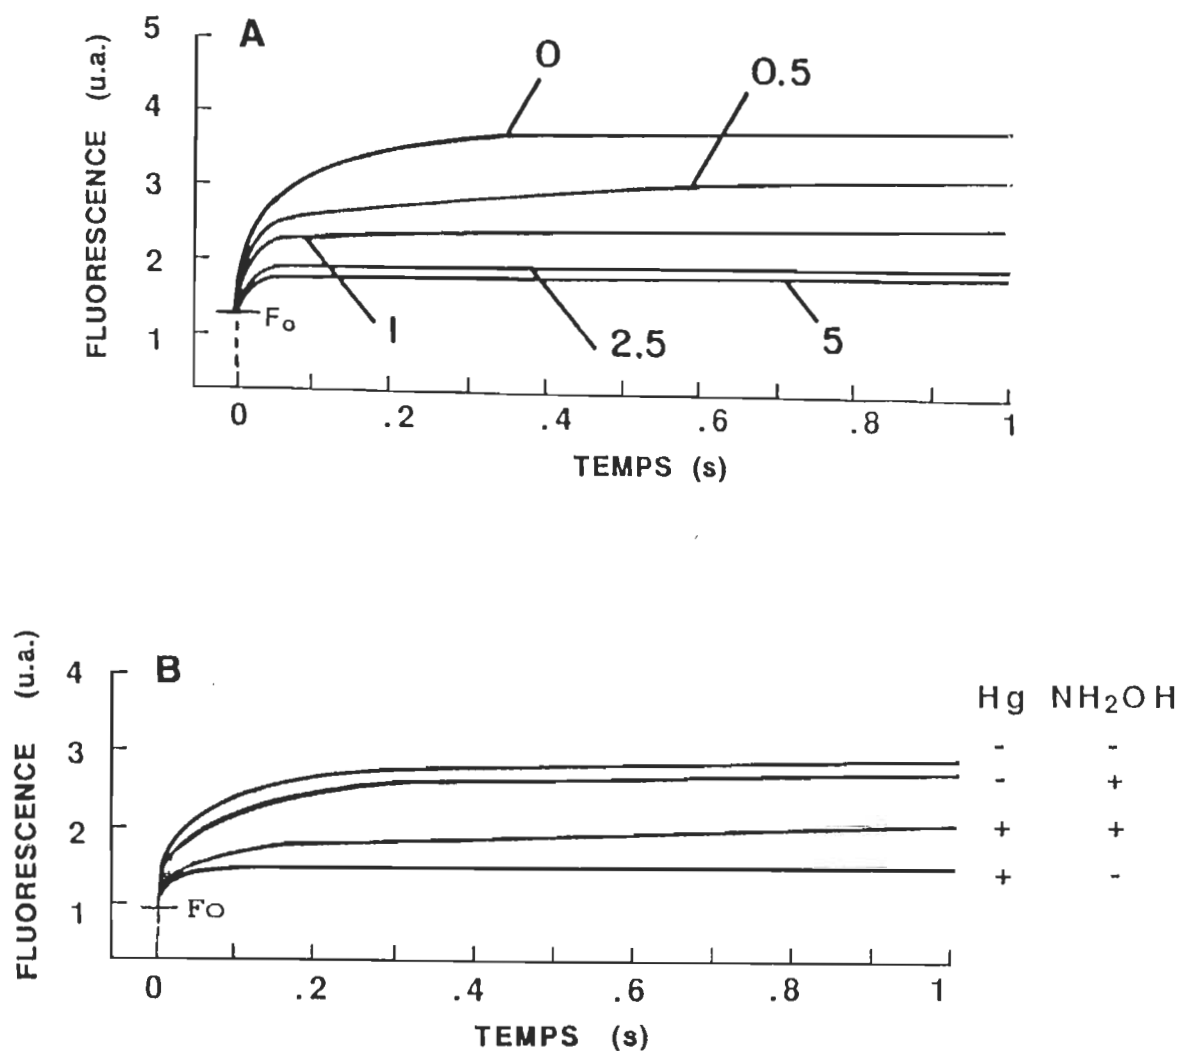 A
FLUORESCENCE (u.a.)
5
4
3
2
1
0
0.5
1
2.5
5
Fo
0 .2 .4 .6 .8 1
TEMPS (s)
B
FLUORESCENCE (u.a.)
4
3
2
1
Hg NH₂OH
- -
- +
+ +
+ -
FO
0 .2 .4 .6 .8 1
TEMPS (s)